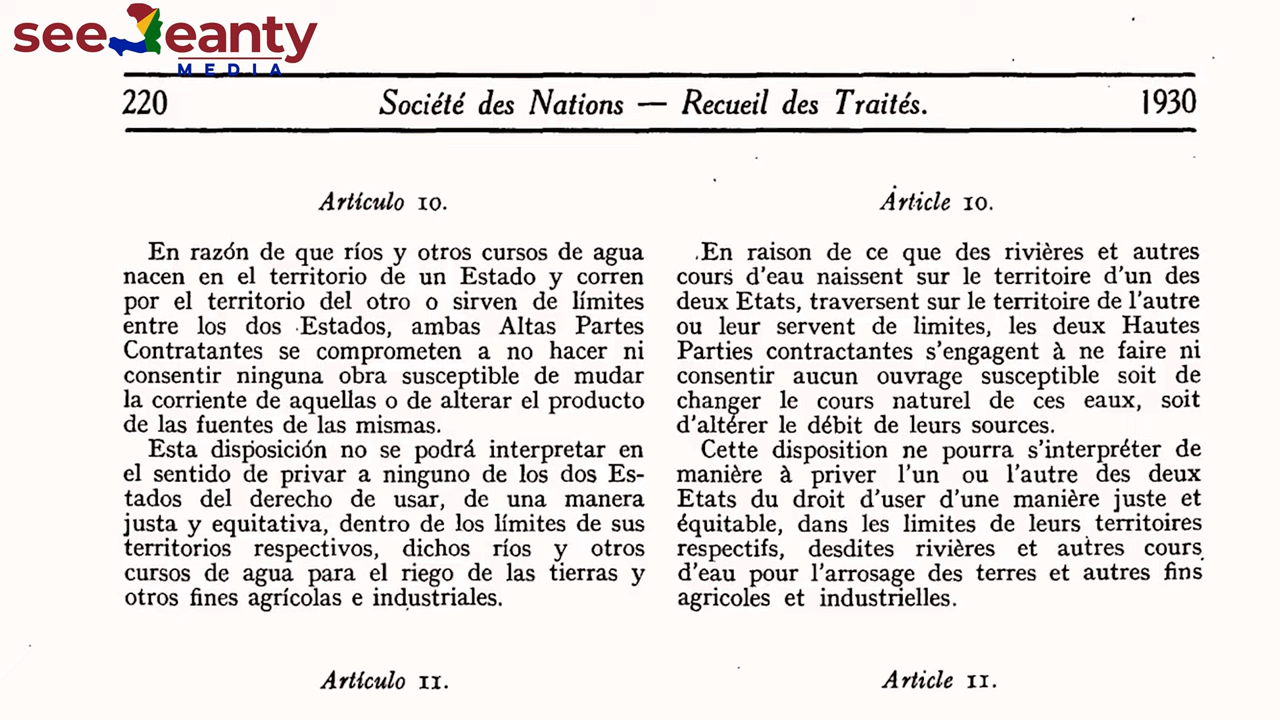 seeJeanty
MEDIA
220 Société des Nations — Recueil des Traités. 1930
Artículo 10.
En razón de que ríos y otros cursos de agua
nacen en el territorio de un Estado y corren
por el territorio del otro o sirven de límites
entre los dos Estados, ambas Altas Partes
Contratantes se comprometen a no hacer ni
consentir ninguna obra susceptible de mudar
la corriente de aquellas o de alterar el producto
de las fuentes de las mismas.
Esta disposición no se podrá interpretar en
el sentido de privar a ninguno de los dos Es-
tados del derecho de usar, de una manera
justa y equitativa, dentro de los límites de sus
territorios respectivos, dichos ríos y otros
cursos de agua para el riego de las tierras y
otros fines agrícolas e industriales.
Artículo 11.
Article 10.
En raison de ce que des rivières et autres
cours d'eau naissent sur le territoire d'un des
deux Etats, traversent sur le territoire de l'autre
ou leur servent de limites, les deux Hautes
Parties contractantes s'engagent à ne faire ni
consentir aucun ouvrage susceptible soit de
changer le cours naturel de ces eaux, soit
d'altérer le débit de leurs sources.
Cette disposition ne pourra s'interpréter de
manière à priver l'un ou l'autre des deux
Etats du droit d'user d'une manière juste et
équitable, dans les limites de leurs territoires
respectifs, desdites rivières et autres cours
d'eau pour l'arrosage des terres et autres fins
agricoles et industrielles.
Article 11.